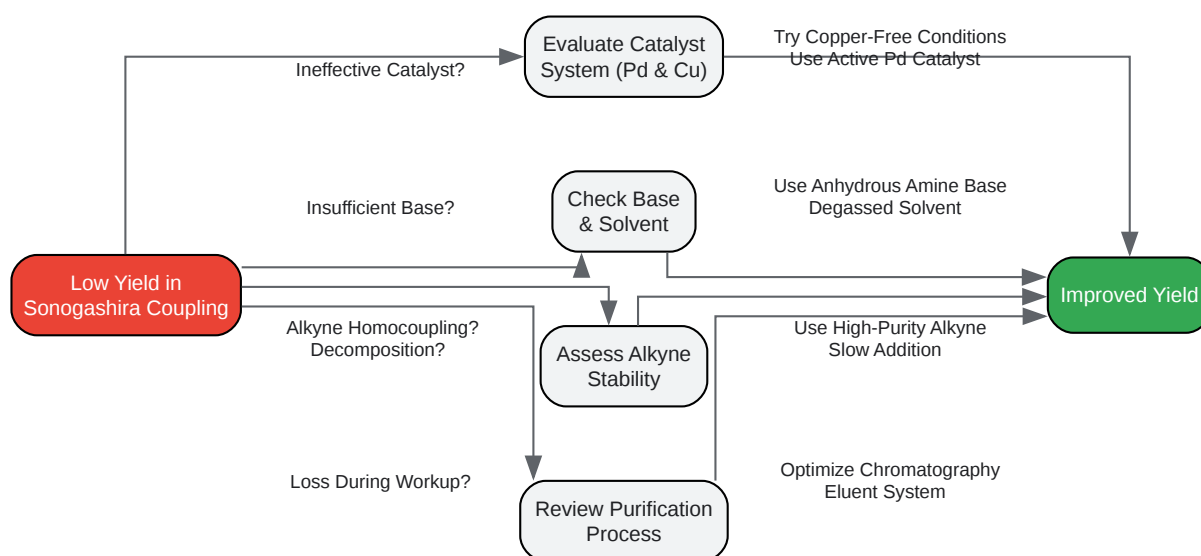 Evaluate Catalyst
System (Pd & Cu)
Ineffective Catalyst?
Try Copper-Free Conditions
Use Active Pd Catalyst
Check Base
& Solvent
Insufficient Base?
Use Anhydrous Amine Base
Degassed Solvent
Low Yield in
Sonogashira Coupling
Improved Yield
Alkyne Homocoupling?
Decomposition?
Assess Alkyne
Stability
Use High-Purity Alkyne
Slow Addition
Loss During Workup?
Review Purification
Process
Optimize Chromatography
Eluent System